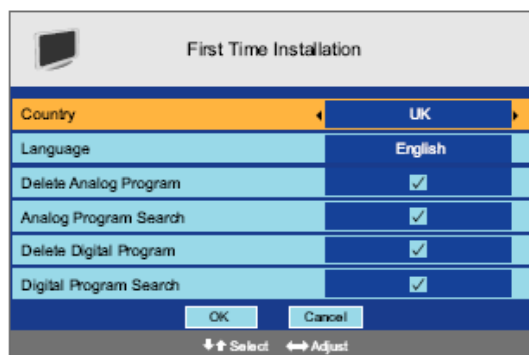 First Time Installation
Country UK
Language English
Delete Analog Program
Analog Program Search
Delete Digital Program
Digital Program Search
OK Cancel
Select Adjust